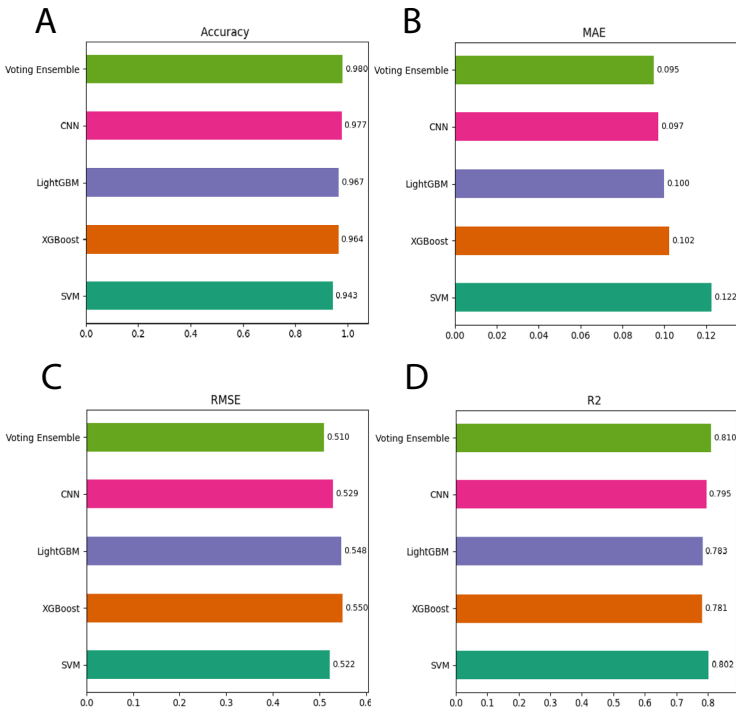 A
Accuracy
Voting Ensemble
0.980
CNN
0.977
LightGBM
0.967
XGBoost
0.964
SVM
0.943
0.0 0.2 0.4 0.6 0.8 1.0
B
MAE
Voting Ensemble
0.095
CNN
0.097
LightGBM
0.100
XGBoost
0.102
SVM
0.122
0.00 0.02 0.04 0.06 0.08 0.10 0.12
C
RMSE
Voting Ensemble
0.510
CNN
0.529
LightGBM
0.548
XGBoost
0.550
SVM
0.522
0.0 0.1 0.2 0.3 0.4 0.5 0.6
D
R2
Voting Ensemble
0.810
CNN
0.795
LightGBM
0.783
XGBoost
0.781
SVM
0.802
0.0 0.1 0.2 0.3 0.4 0.5 0.6 0.7 0.8